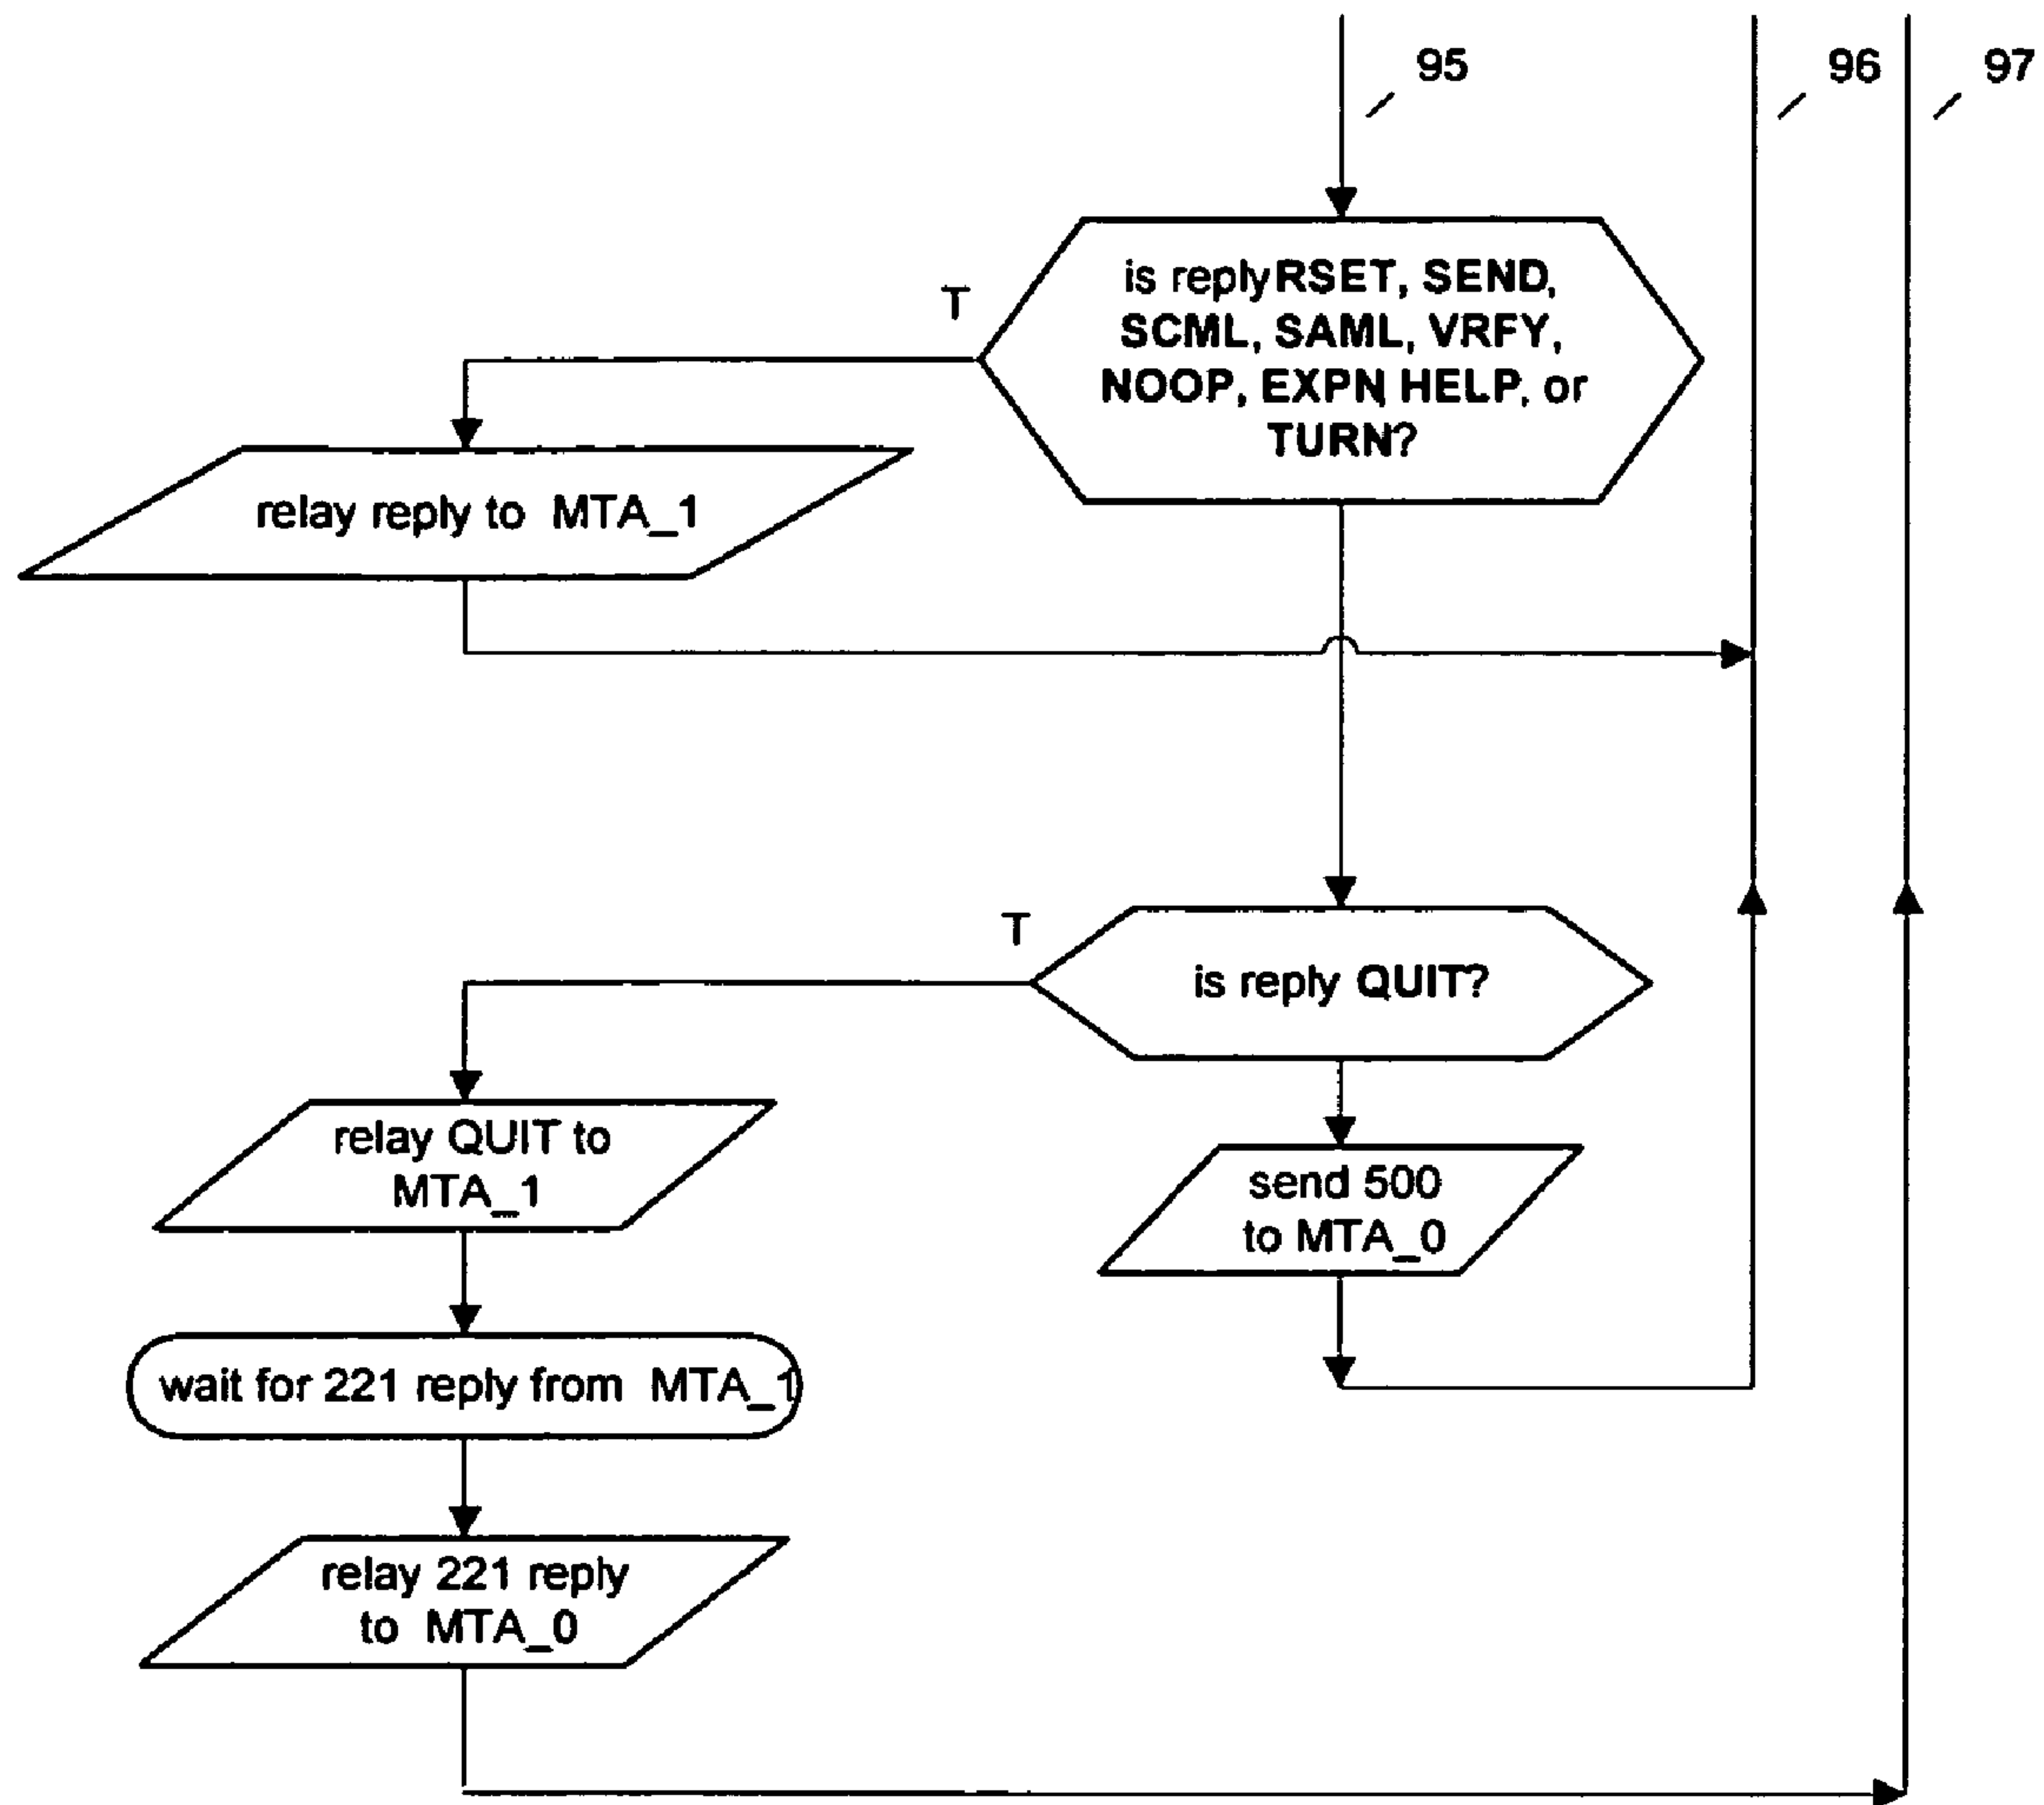 95
96
97
T
is reply RSET, SEND,
SCML, SAML, VRFY,
NOOP, EXPN, HELP, or
TURN?
relay reply to MTA_1
T
is reply QUIT?
relay QUIT to
MTA_1
send 500
to MTA_0
wait for 221 reply from MTA_1
relay 221 reply
to MTA_0